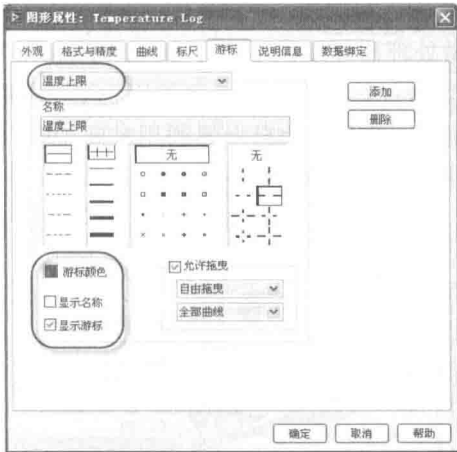 图形属性: Temperature Log
外观 格式与精度 曲线 标尺 游标 说明信息 数据绑定
温度上限
添加
名称
删除
温度上限
无 无
游标颜色
允许拖曳
显示名称
自由拖曳
显示游标
全部曲线
确定 取消 帮助